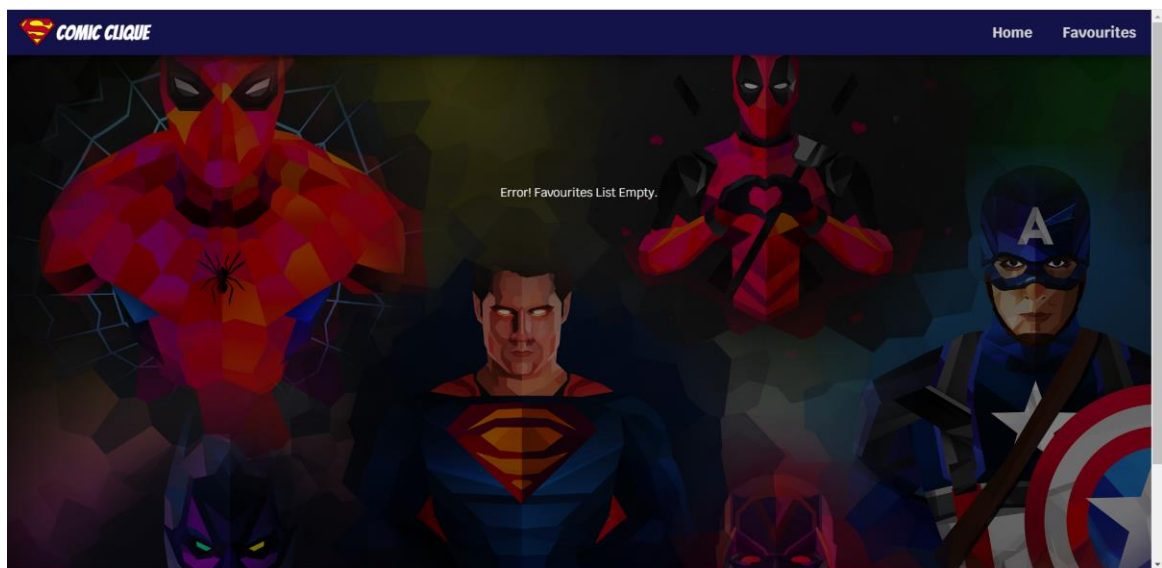 COMIC CLIQUE
Home Favourites
Error! Favourites List Empty.
A